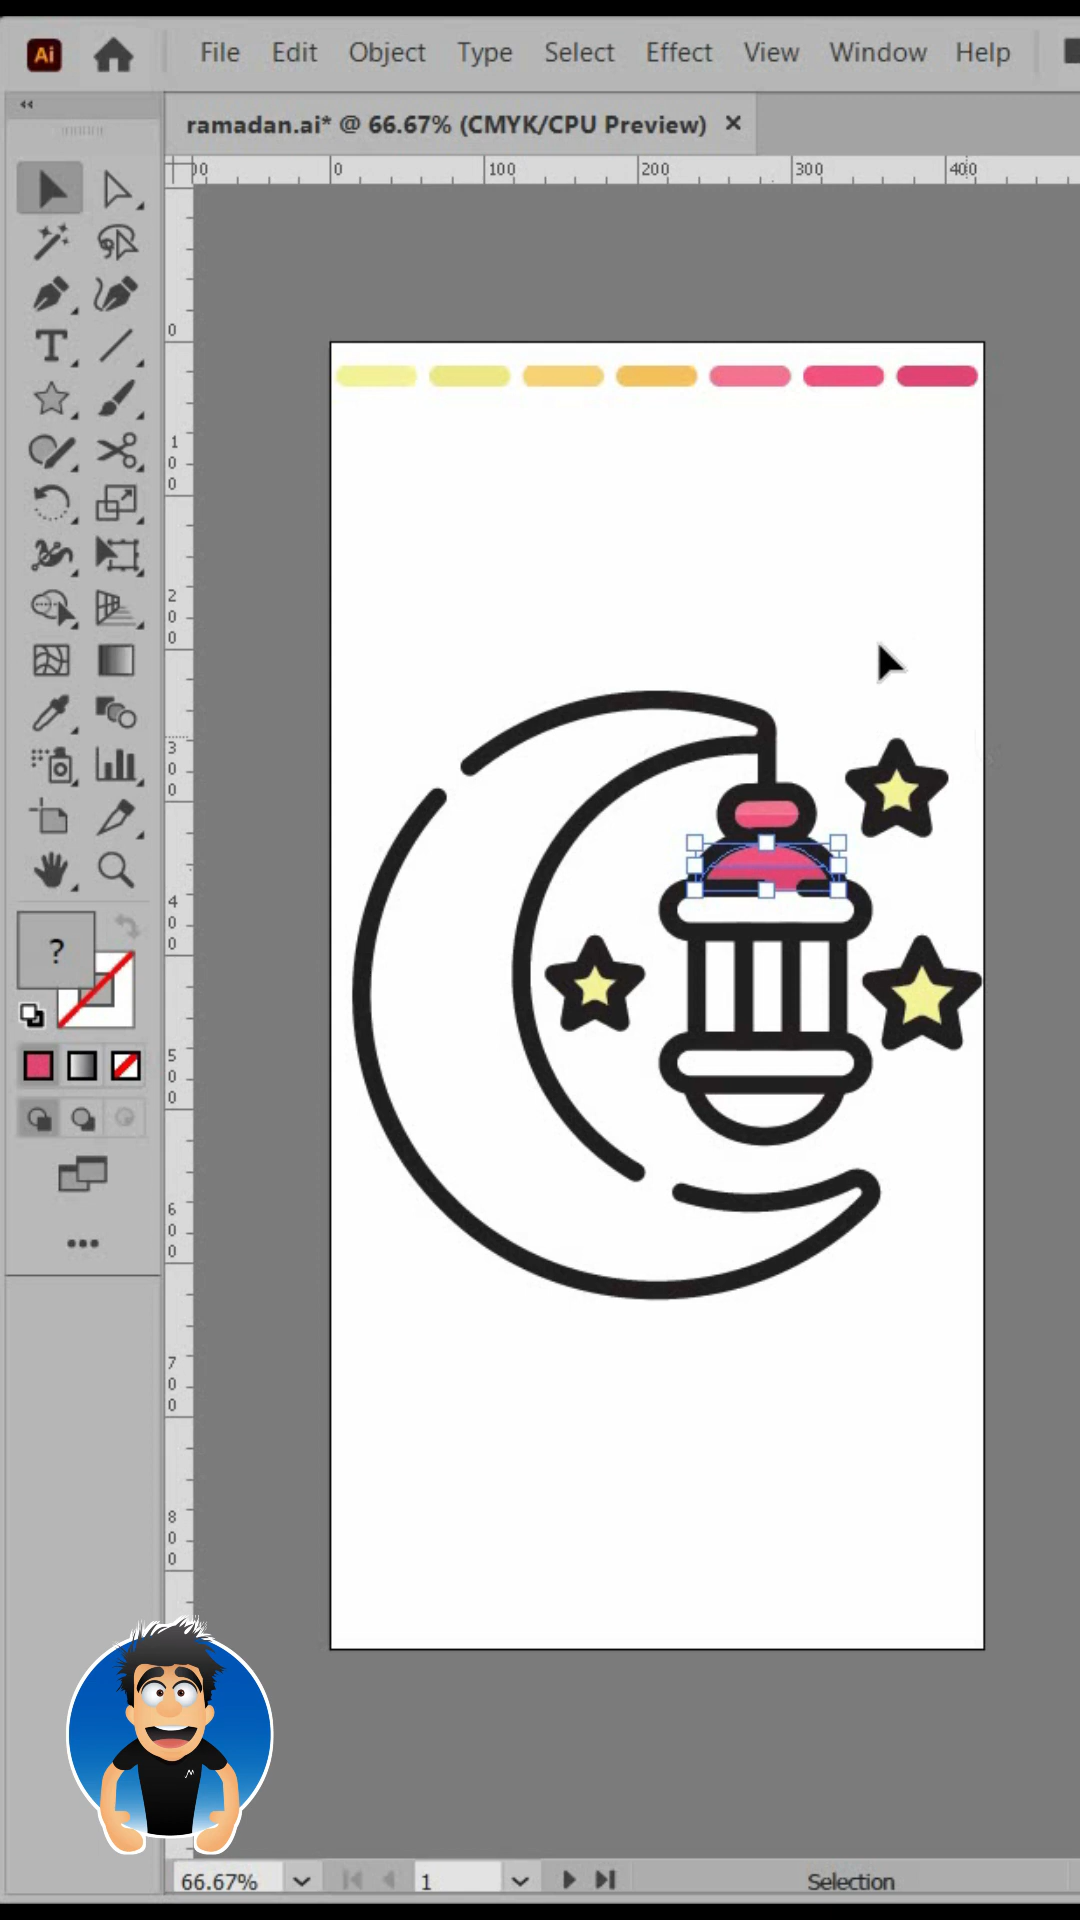 Ai File Edit Object Type Select Effect View Window Help
ramadan.ai* @ 66.67% (CMYK/CPU Preview) ×
0 100 200 300 400
0
100
200
300
400
500
600
700
800
?
66.67% 1 Selection